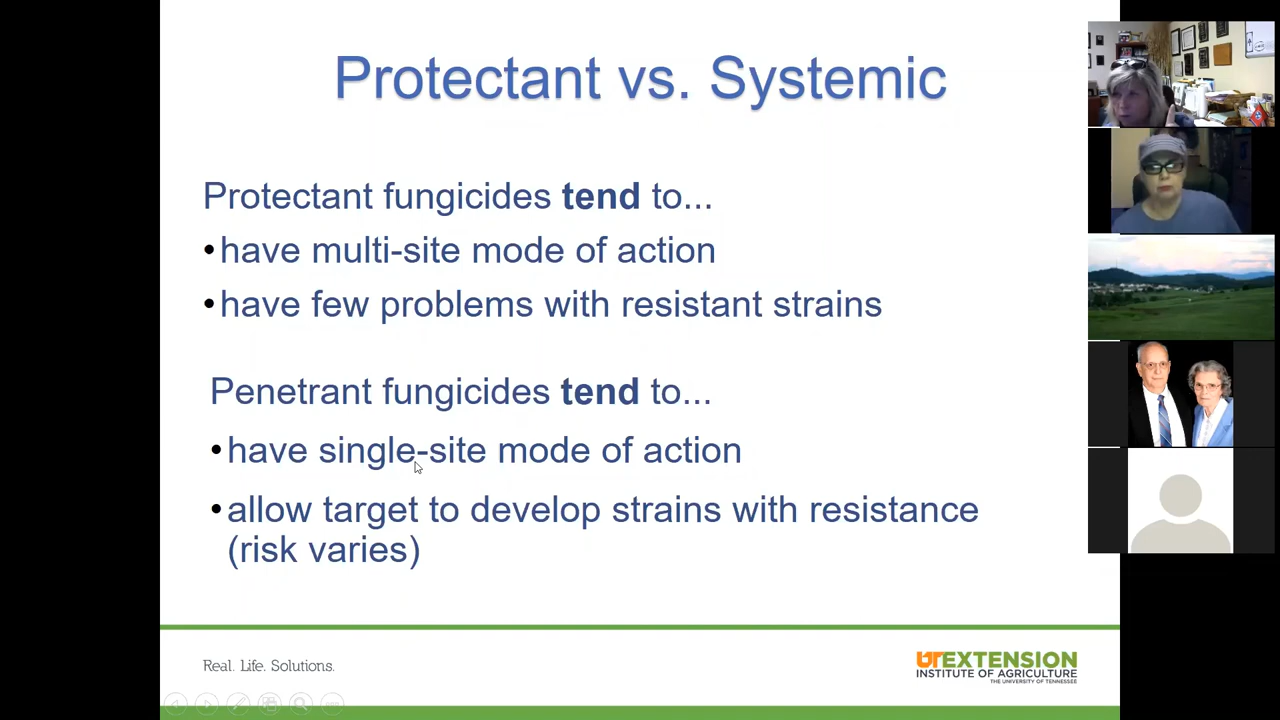 Protectant vs. Systemic
Protectant fungicides tend to...
•have multi-site mode of action
•have few problems with resistant strains
Penetrant fungicides tend to...
•have single-site mode of action
•allow target to develop strains with resistance
(risk varies)
Real. Life. Solutions.
UTEXTENSION
INSTITUTE OF AGRICULTURE
THE UNIVERSITY OF TENNESSEE